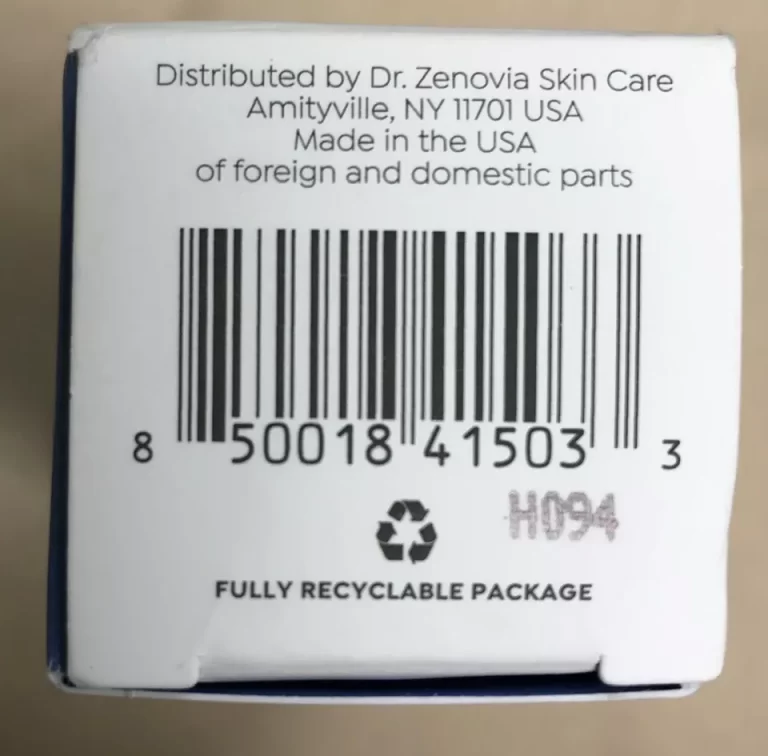 Distributed by Dr. Zenovia Skin Care
Amityville, NY 11701 USA
Made in the USA
of foreign and domestic parts
8 50018 41503 3
H094
FULLY RECYCLABLE PACKAGE